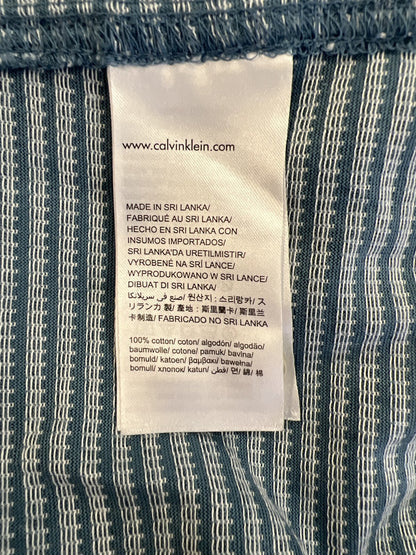 www.calvinklein.com
MADE IN SRI LANKA/
FABRIQUÉ AU SRI LANKA/
HECHO EN SRI LANKA CON
INSUMOS IMPORTADOS/
SRI LANKA'DA URETILMISTIR/
VYROBENÉ NA SRÍ LANCE/
WYPRODUKOWANO W SRI LANCE/
DIBUAT DI SRI LANKA/
صنع في سريلانكا/ 원산지 : 스리랑카/ ス
リランカ 製/ 產地 : 斯里蘭卡/ 斯里兰
卡制造/ FABRICADO NO SRI LANKA
100% cotton/ coton/ algodón/ algodão/
baumwolle/ cotone/ pamuk/ bavlna/
bomuld/ katoen/ βαμβακι/ bawełna/
bomull/ хлопок/ katun/ قطن/ 면/ 綿/ 棉